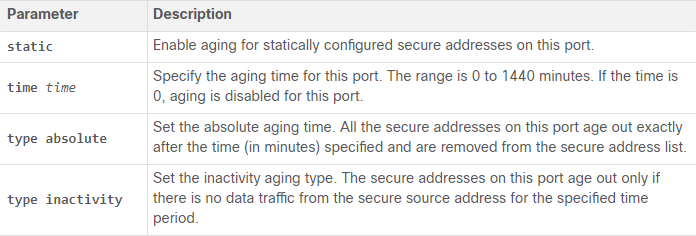 Parameter Description
static Enable aging for statically configured secure addresses on this port.
time time Specify the aging time for this port. The range is 0 to 1440 minutes. If the time is
0, aging is disabled for this port.
type absolute Set the absolute aging time. All the secure addresses on this port age out exactly
after the time (in minutes) specified and are removed from the secure address list.
type inactivity Set the inactivity aging type. The secure addresses on this port age out only if
there is no data traffic from the secure source address for the specified time
period.